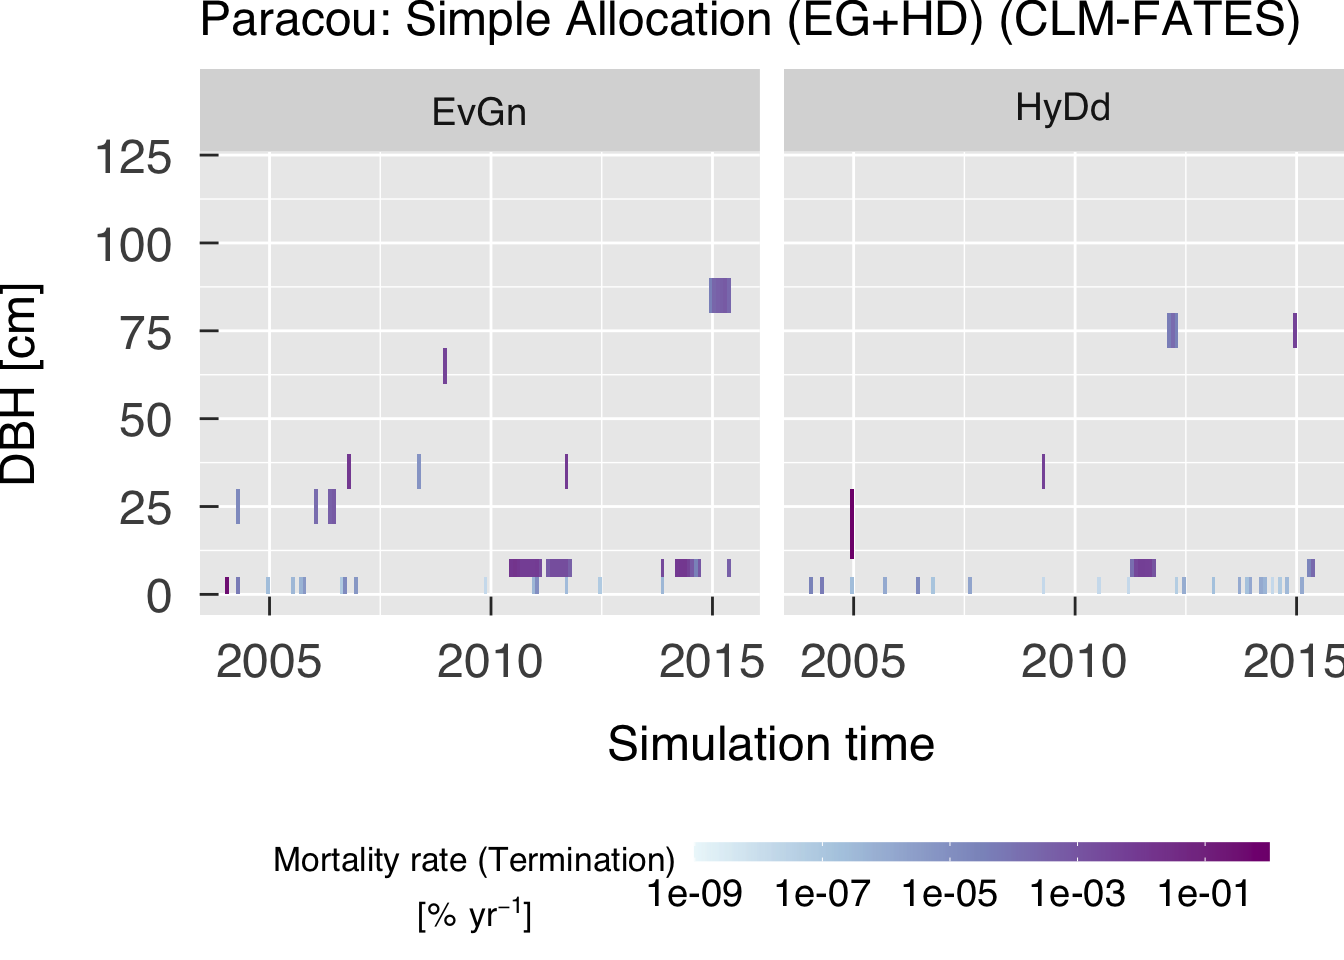 Paracou: Simple Allocation (EG+HD) (CLM-FATES)
EvGn
HyDd
125
100
75
50
25
0
DBH [cm]
2005 2010 2015 2005 2010 2015
Simulation time
Mortality rate (Termination)
[% yr⁻¹]
1e-09 1e-07 1e-05 1e-03 1e-01